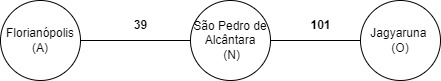 Florianópolis
(A)
39
São Pedro de
Alcântara
(N)
101
Jagyaruna
(O)